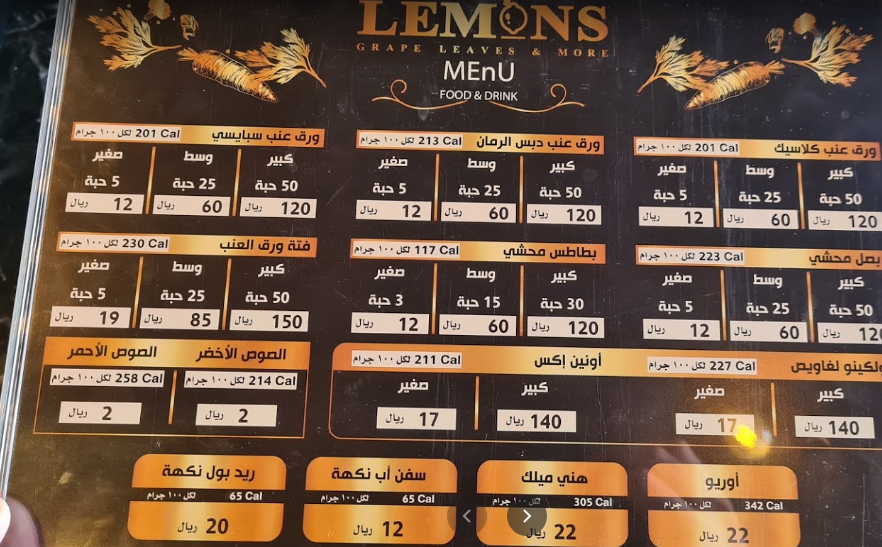 LEMONS
GRAPE LEAVES & MORE
MEnU
FOOD & DRINK
ورق عنب كلاسيك 201 Cal لكل ١٠٠ جرام
كبير وسط صغير
50 حبة 25 حبة 5 حبة
120 60 ريال 12 ريال
ورق عنب دبس الرمان 213 Cal لكل ١٠٠ جرام
كبير وسط صغير
50 حبة 25 حبة 5 حبة
120 ريال 60 ريال 12 ريال
ورق عنب سبايسي 201 Cal لكل ١٠٠ جرام
كبير وسط صغير
50 حبة 25 حبة 5 حبة
120 ريال 60 ريال 12 ريال
بصل محشي 223 Cal لكل ١٠٠ جرام
كبير وسط صغير
50 حبة 25 حبة 5 حبة
ريال 60 ريال 12 ريال
بطاطس محشي 117 Cal لكل ١٠٠ جرام
كبير وسط صغير
30 حبة 15 حبة 3 حبة
120 ريال 60 ريال 12 ريال
فتة ورق العنب 230 Cal لكل ١٠٠ جرام
كبير وسط صغير
50 حبة 25 حبة 5 حبة
150 ريال 85 ريال 19 ريال
لغاويص 227 Cal لكل ١٠٠ جرام
كبير صغير
140 ريال 17 ريال
أونين إكس 211 Cal لكل ١٠٠ جرام
كبير صغير
140 ريال 17 ريال
الصوص الأخضر الصوص الأحمر
214 Cal لكل ١٠٠ جرام 258 Cal لكل ١٠٠ جرام
2 ريال 2 ريال
أوريو
342 Cal لكل ١٠٠ جرام
22 ريال
هني ميلك
305 Cal لكل ١٠٠ جرام
22 ريال
سفن أب نكهة
65 Cal لكل ١٠٠ جرام
12 ريال
ريد بول نكهة
65 Cal لكل ١٠٠ جرام
20 ريال